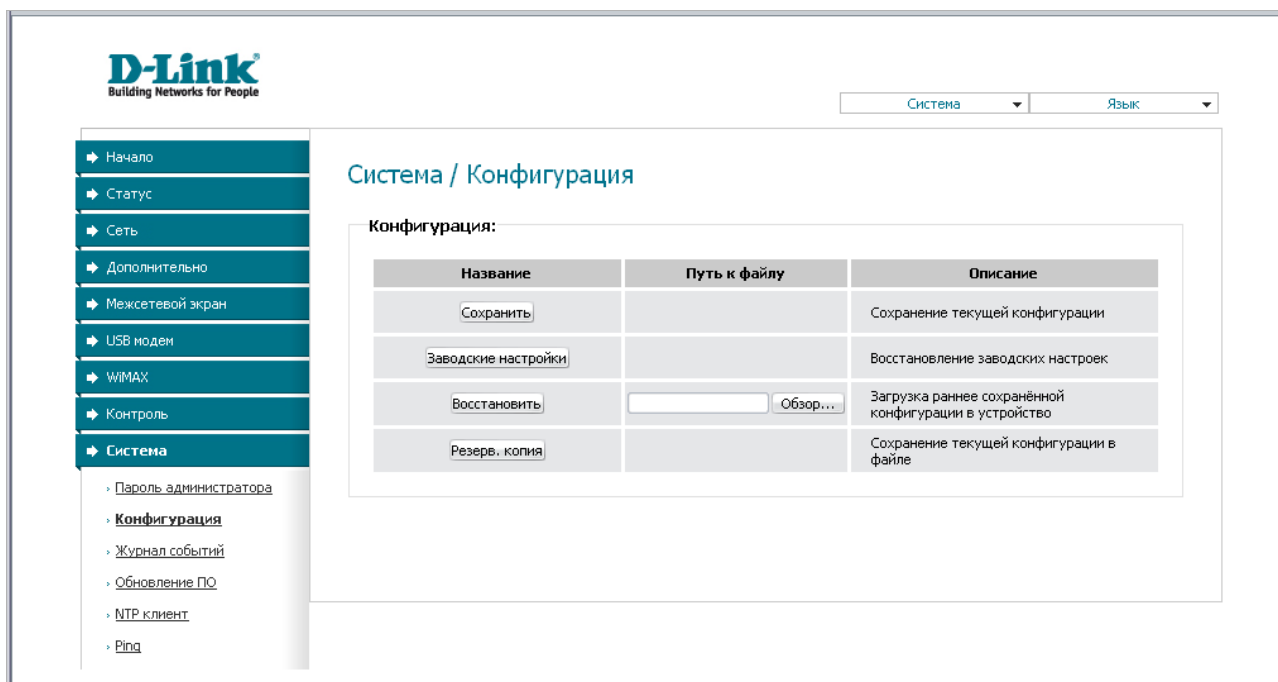 D-Link
Building Networks for People
Система Язык
Начало
Статус
Сеть
Дополнительно
Межсетевой экран
USB модем
WiMAX
Контроль
Система
Пароль администратора
Конфигурация
Журнал событий
Обновление ПО
NTP клиент
Ping
Система / Конфигурация
Конфигурация:
Название Путь к файлу Описание
Сохранить Сохранение текущей конфигурации
Заводские настройки Восстановление заводских настроек
Восстановить Обзор... Загрузка раннее сохранённой
конфигурации в устройство
Резерв. копия Сохранение текущей конфигурации в
файле